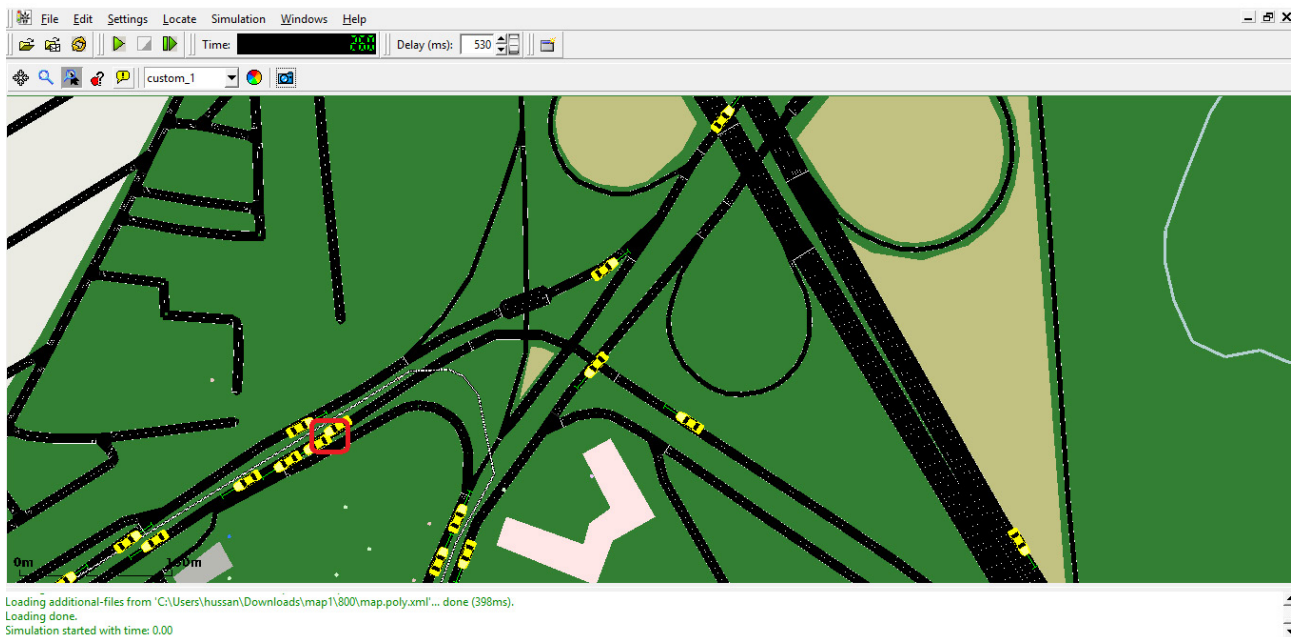 File Edit Settings Locate Simulation Windows Help
Time: 260 Delay (ms): 530
custom_1
0m
Loading additional-files from 'C:\Users\hussan\Downloads\map1\800\map.poly.xml'... done (398ms).
Loading done.
Simulation started with time: 0.00